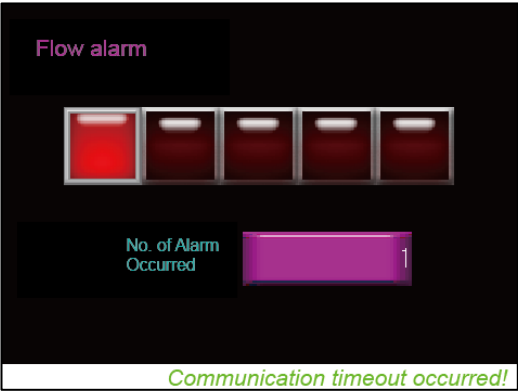 Flow alarm
No. of Alarm
Occurred
1
Communication timeout occurred!